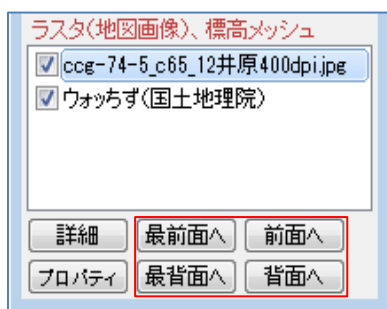 ラスタ(地図画像)、標高メッシュ
ccg-74-5_c65_12井原400dpi.jpg
ウォッちず(国土地理院)
詳細 最前面へ 前面へ
プロパティ 最背面へ 背面へ